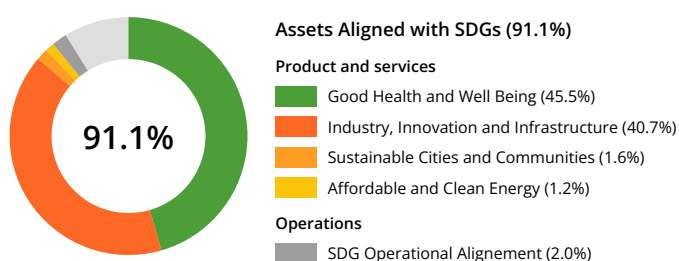 91.1%
Assets Aligned with SDGs (91.1%)
Product and services
Good Health and Well Being (45.5%)
Industry, Innovation and Infrastructure (40.7%)
Sustainable Cities and Communities (1.6%)
Affordable and Clean Energy (1.2%)
Operations
SDG Operational Alignement (2.0%)